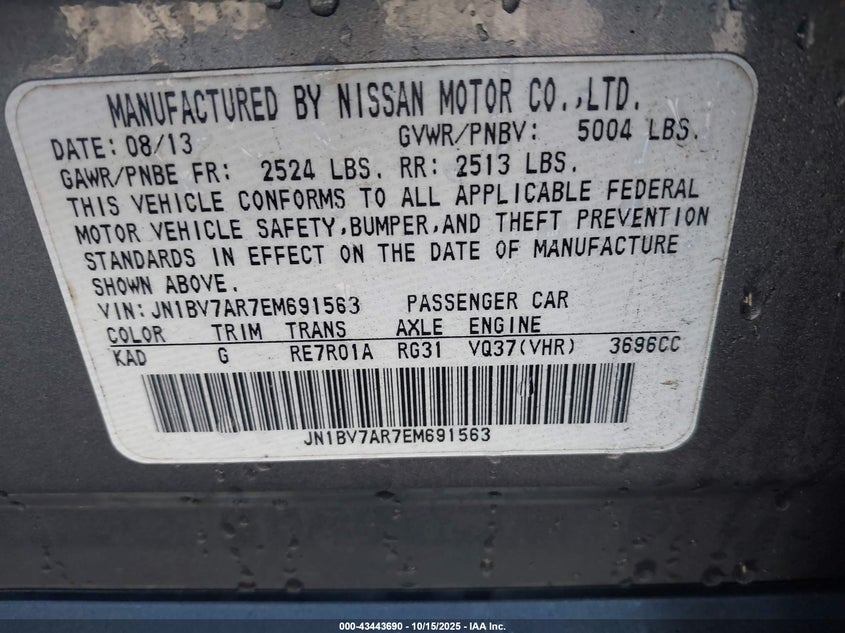 MANUFACTURED BY NISSAN MOTOR CO.,LTD.
DATE: 08/13 GVWR/PNBV: 5004 LBS.
GAWR/PNBE FR: 2524 LBS. RR: 2513 LBS.
THIS VEHICLE CONFORMS TO ALL APPLICABLE FEDERAL
MOTOR VEHICLE SAFETY,BUMPER,AND THEFT PREVENTION
STANDARDS IN EFFECT ON THE DATE OF MANUFACTURE
SHOWN ABOVE.
VIN: JN1BV7AR7EM691563 PASSENGER CAR
COLOR TRIM TRANS AXLE ENGINE
KAD G RE7R01A RG31 VQ37(VHR) 3696CC
JN1BV7AR7EM691563
000-43443690 - 10/15/2025 - IAA Inc.